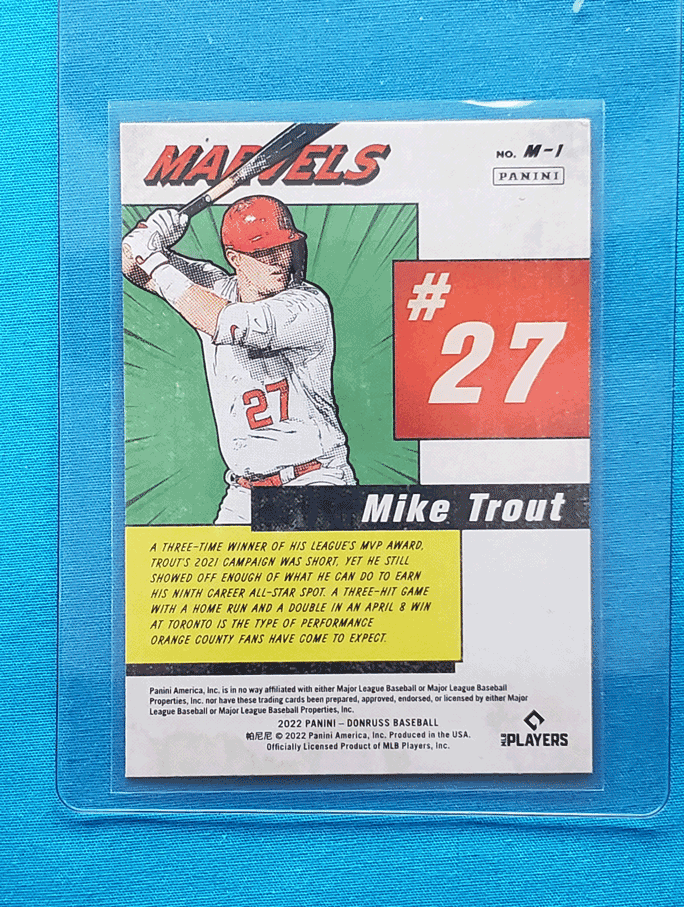 MARVELS
NO. M-1
PANINI
#
27
27
Mike Trout
A THREE-TIME WINNER OF HIS LEAGUE'S MVP AWARD,
TROUT'S 2021 CAMPAIGN WAS SHORT, YET HE STILL
SHOWED OFF ENOUGH OF WHAT HE CAN DO TO EARN
HIS NINTH CAREER ALL-STAR SPOT. A THREE-HIT GAME
WITH A HOME RUN AND A DOUBLE IN AN APRIL 8 WIN
AT TORONTO IS THE TYPE OF PERFORMANCE
ORANGE COUNTY FANS HAVE COME TO EXPECT.
Panini America, Inc. is in no way affiliated with either Major League Baseball or Major League Baseball
Properties, Inc. nor have these trading cards been prepared, approved, endorsed, or licensed by either Major
League Baseball or Major League Baseball Properties, Inc.
2022 PANINI – DONRUSS BASEBALL
帕尼尼 © 2022 Panini America, Inc. Produced in the USA.
Officially Licensed Product of MLB Players, Inc.
MLB PLAYERS